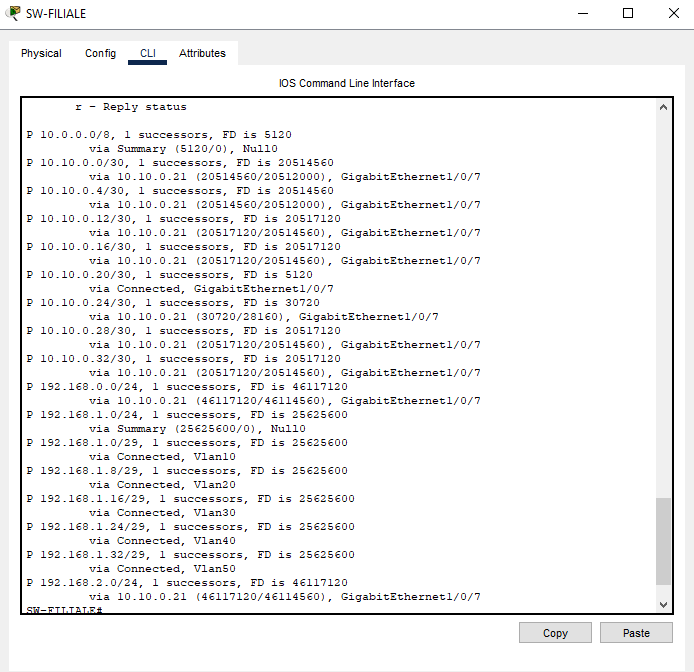 SW-FILIALE
Physical Config CLI Attributes
IOS Command Line Interface
r - Reply status
P 10.0.0.0/8, 1 successors, FD is 5120
via Summary (5120/0), Null0
P 10.10.0.0/30, 1 successors, FD is 20514560
via 10.10.0.21 (20514560/20512000), GigabitEthernet1/0/7
P 10.10.0.4/30, 1 successors, FD is 20514560
via 10.10.0.21 (20514560/20512000), GigabitEthernet1/0/7
P 10.10.0.12/30, 1 successors, FD is 20517120
via 10.10.0.21 (20517120/20514560), GigabitEthernet1/0/7
P 10.10.0.16/30, 1 successors, FD is 20517120
via 10.10.0.21 (20517120/20514560), GigabitEthernet1/0/7
P 10.10.0.20/30, 1 successors, FD is 5120
via Connected, GigabitEthernet1/0/7
P 10.10.0.24/30, 1 successors, FD is 30720
via 10.10.0.21 (30720/28160), GigabitEthernet1/0/7
P 10.10.0.28/30, 1 successors, FD is 20517120
via 10.10.0.21 (20517120/20514560), GigabitEthernet1/0/7
P 10.10.0.32/30, 1 successors, FD is 20517120
via 10.10.0.21 (20517120/20514560), GigabitEthernet1/0/7
P 192.168.0.0/24, 1 successors, FD is 46117120
via 10.10.0.21 (46117120/46114560), GigabitEthernet1/0/7
P 192.168.1.0/24, 1 successors, FD is 25625600
via Summary (25625600/0), Null0
P 192.168.1.0/29, 1 successors, FD is 25625600
via Connected, Vlan10
P 192.168.1.8/29, 1 successors, FD is 25625600
via Connected, Vlan20
P 192.168.1.16/29, 1 successors, FD is 25625600
via Connected, Vlan30
P 192.168.1.24/29, 1 successors, FD is 25625600
via Connected, Vlan40
P 192.168.1.32/29, 1 successors, FD is 25625600
via Connected, Vlan50
P 192.168.2.0/24, 1 successors, FD is 46117120
via 10.10.0.21 (46117120/46114560), GigabitEthernet1/0/7
SW-FILIALE#
Copy Paste